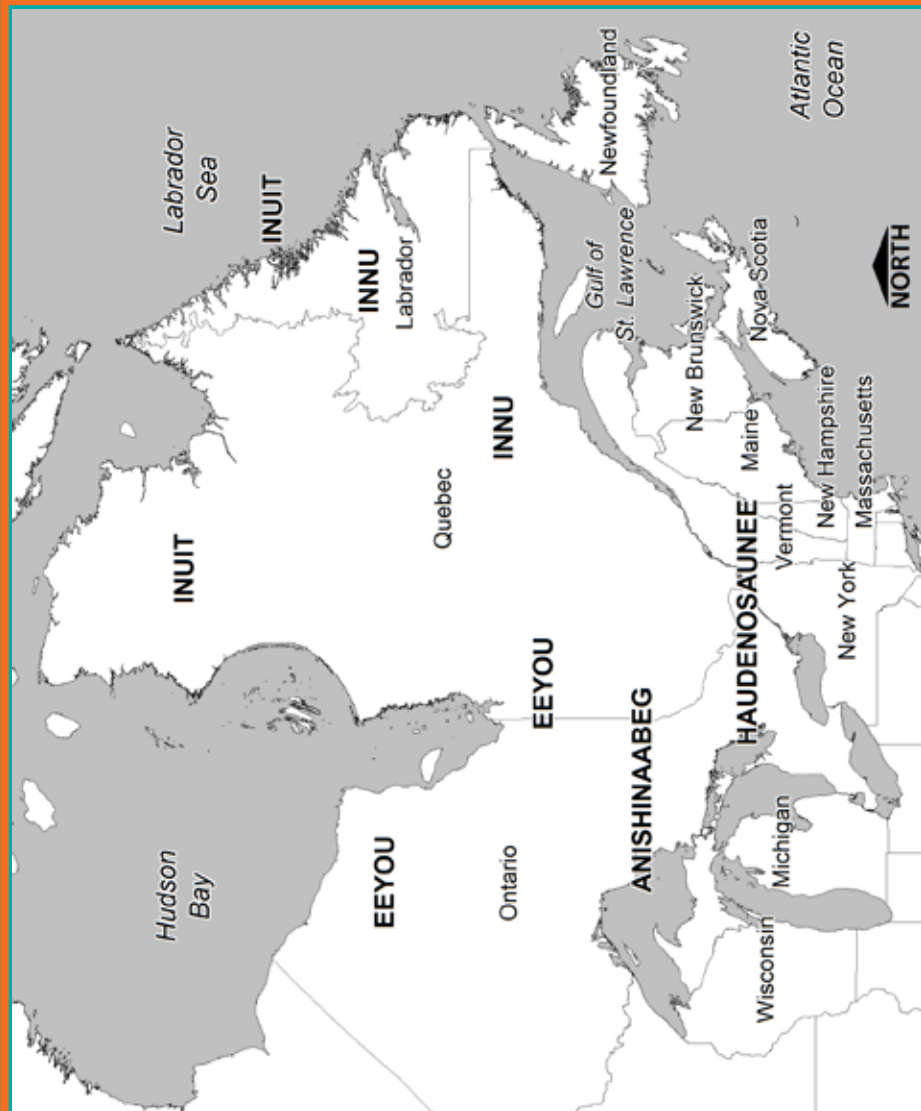 Hudson
Bay
Labrador
Sea
INUIT
INUIT
INNU
EEYOU
Labrador
Quebec
INNU
Ontario
EEYOU
Gulf of
St. Lawrence
Newfoundland
ANISHINAABEG
New Brunswick
HAUDENOSAUNEE
Maine
Nova Scotia
Wisconsin
Michigan
Vermont
Atlantic
Ocean
New Hampshire
New York
Massachusetts
NORTH